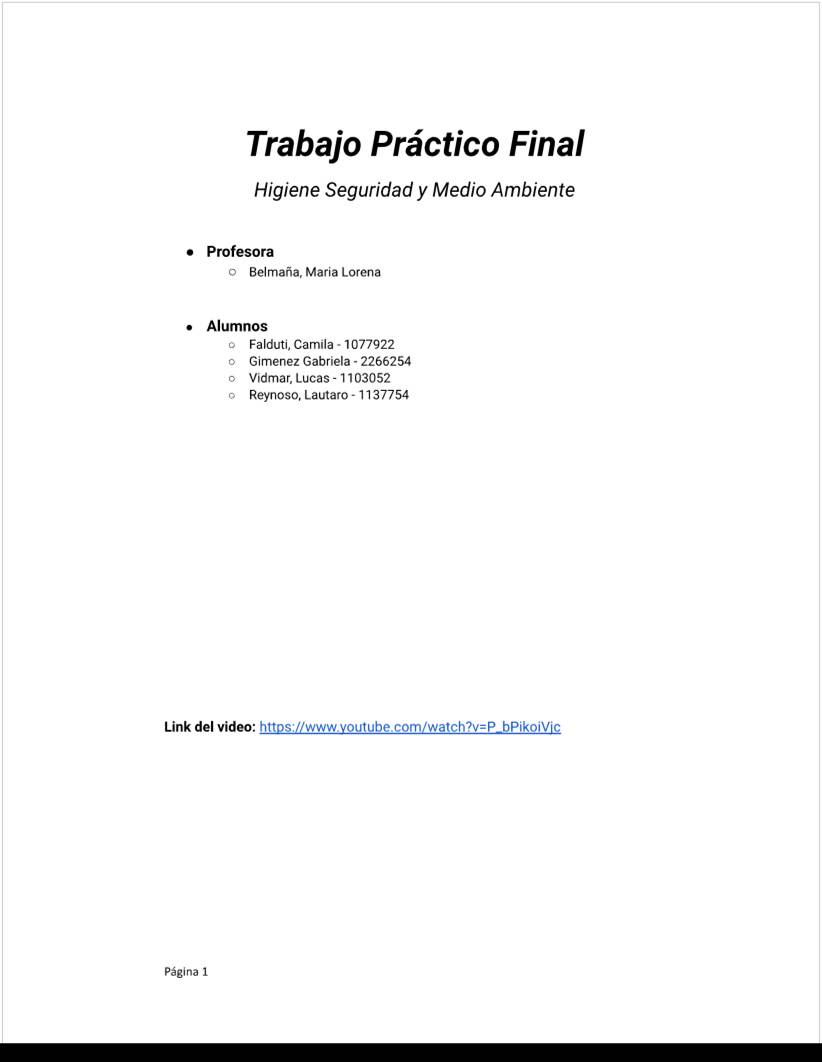 Trabajo Práctico Final
Higiene Seguridad y Medio Ambiente
● Profesora
○ Belmaña, Maria Lorena
● Alumnos
○ Falduti, Camila - 1077922
○ Gimenez Gabriela - 2266254
○ Vidmar, Lucas - 1103052
○ Reynoso, Lautaro - 1137754
Link del video: https://www.youtube.com/watch?v=P_bPikoiVjc
Página 1